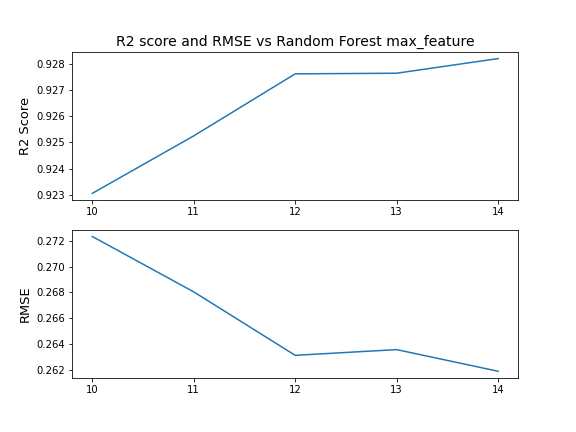 R2 score and RMSE vs Random Forest max_feature
R2 Score
0.928
0.927
0.926
0.925
0.924
0.923
10 11 12 13 14
RMSE
0.272
0.270
0.268
0.266
0.264
0.262
10 11 12 13 14